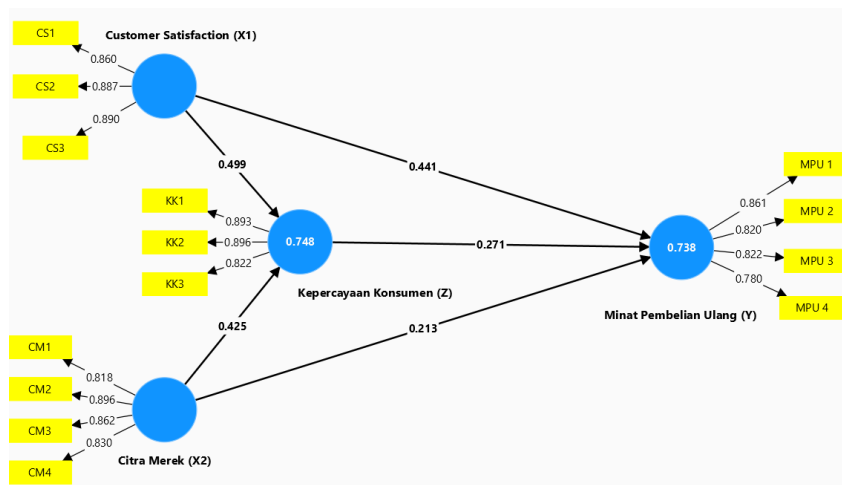 CS1
Customer Satisfaction (X1)
0.860
CS2
0.887
0.890
CS3
0.499
0.441
MPU 1
KK1
0.861
0.893
MPU 2
0.820
KK2
0.896
0.748
0.271
0.738
0.822
MPU 3
0.822
KK3
0.780
Kepercayaan Konsumen (Z)
MPU 4
Minat Pembelian Ulang (Y)
0.425
0.213
CM1
0.818
CM2
0.896
0.862
CM3
0.830
Citra Merek (X2)
CM4